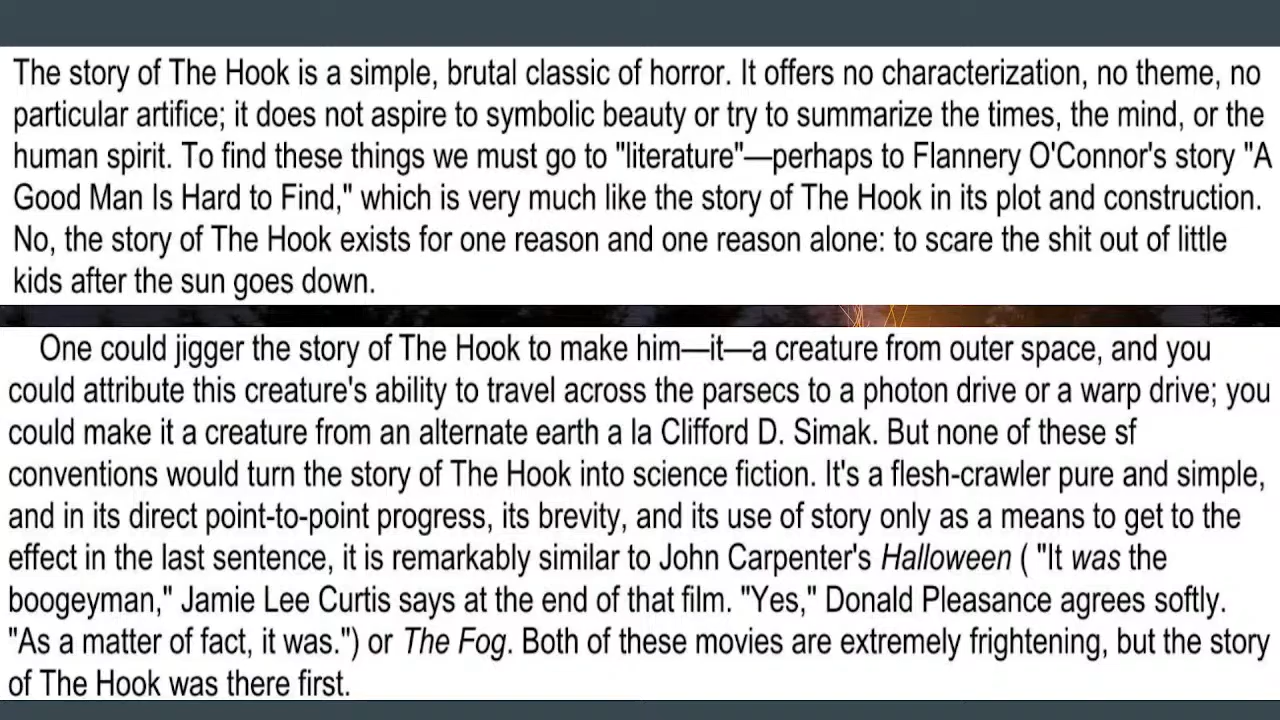 The story of The Hook is a simple, brutal classic of horror. It offers no characterization, no theme, no
particular artifice; it does not aspire to symbolic beauty or try to summarize the times, the mind, or the
human spirit. To find these things we must go to "literature"—perhaps to Flannery O'Connor's story "A
Good Man Is Hard to Find," which is very much like the story of The Hook in its plot and construction.
No, the story of The Hook exists for one reason and one reason alone: to scare the shit out of little
kids after the sun goes down.
One could jigger the story of The Hook to make him—it—a creature from outer space, and you
could attribute this creature's ability to travel across the parsecs to a photon drive or a warp drive; you
could make it a creature from an alternate earth a la Clifford D. Simak. But none of these sf
conventions would turn the story of The Hook into science fiction. It's a flesh-crawler pure and simple,
and in its direct point-to-point progress, its brevity, and its use of story only as a means to get to the
effect in the last sentence, it is remarkably similar to John Carpenter's Halloween ( "It was the
boogeyman," Jamie Lee Curtis says at the end of that film. "Yes," Donald Pleasance agrees softly.
"As a matter of fact, it was.") or The Fog. Both of these movies are extremely frightening, but the story
of The Hook was there first.